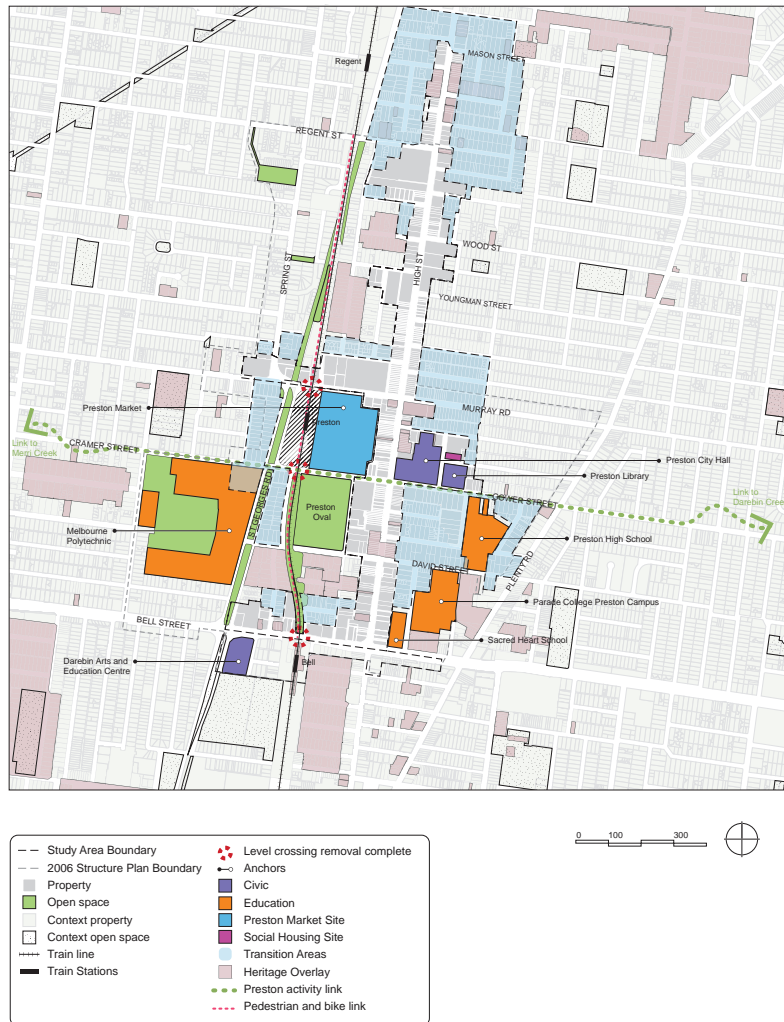 MASON STREET
Regent
REGENT ST
WOOD ST
HIGH ST
SPRING ST
YOUNGMAN STREET
Preston Market
MURRAY RD
Preston
Link to
Merri Creek
CRAMER STREET
Preston City Hall
Preston Library
GOWER STREET
Link to
Darebin Creek
ST GEORGES RD
Preston
Oval
Melbourne
Polytechnic
Preston High School
DAVID STREET
PLENTY RD
Parade College Preston Campus
BELL STREET
Sacred Heart School
Darebin Arts and
Education Centre
Bell
0 100 300
Study Area Boundary
2006 Structure Plan Boundary
Property
Open space
Context property
Context open space
Train line
Train Stations
Level crossing removal complete
Anchors
Civic
Education
Preston Market Site
Social Housing Site
Transition Areas
Heritage Overlay
Preston activity link
Pedestrian and bike link